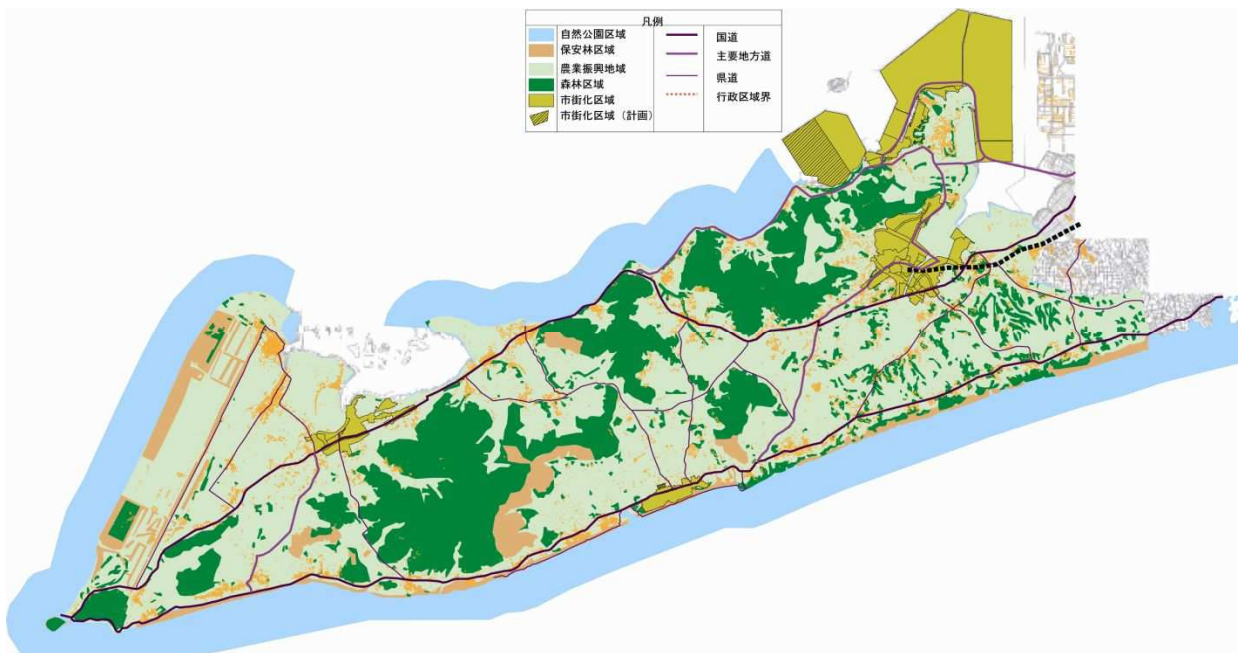 凡例
自然公園区域
保安林区域
農業振興地域
森林区域
市街化区域
市街化区域（計画）
国道
主要地方道
県道
行政区域界